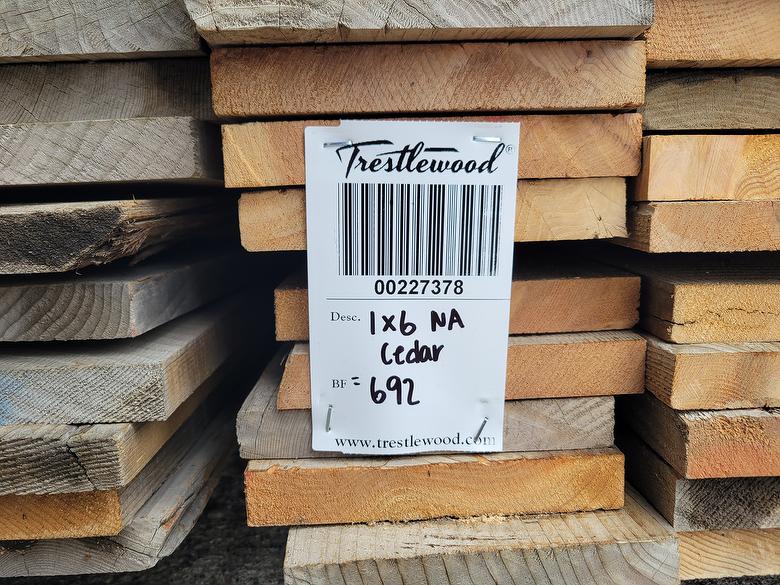 Trestlewood®
00227378
Desc. 1x6 NA
Cedar
BF = 692
www.trestlewood.com